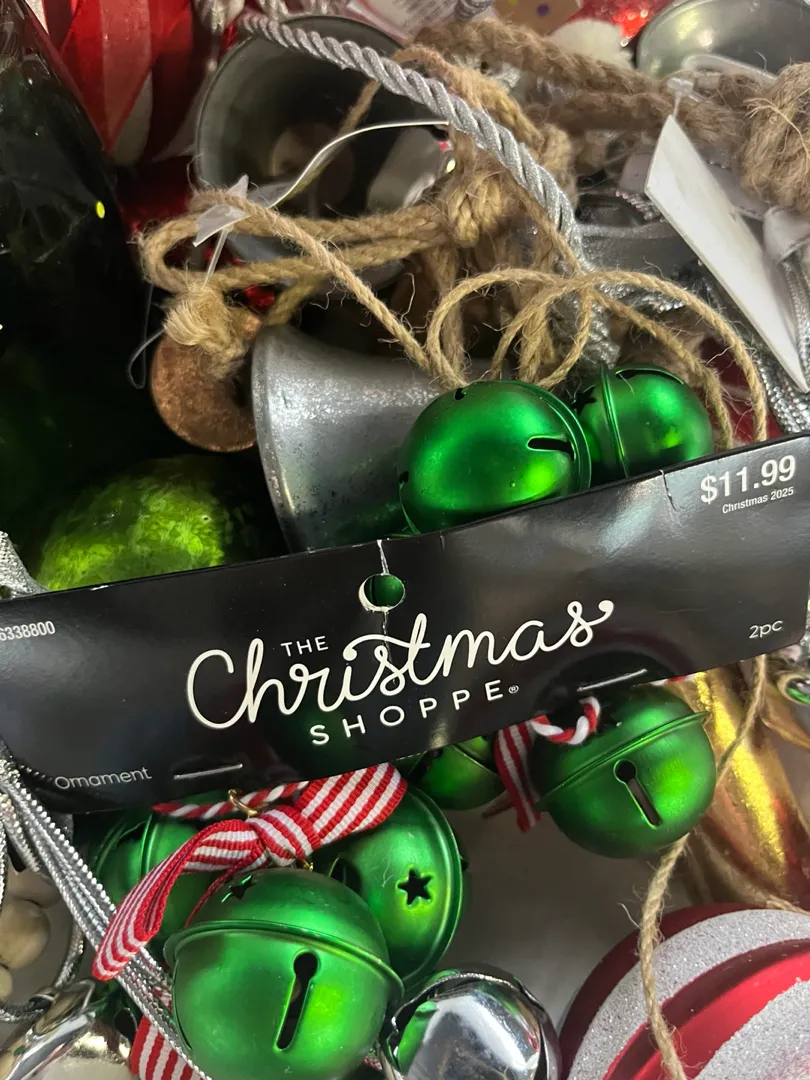 $11.99
Christmas 2025
6338800
THE
Christmas
SHOPPE®
2pc
Ornament